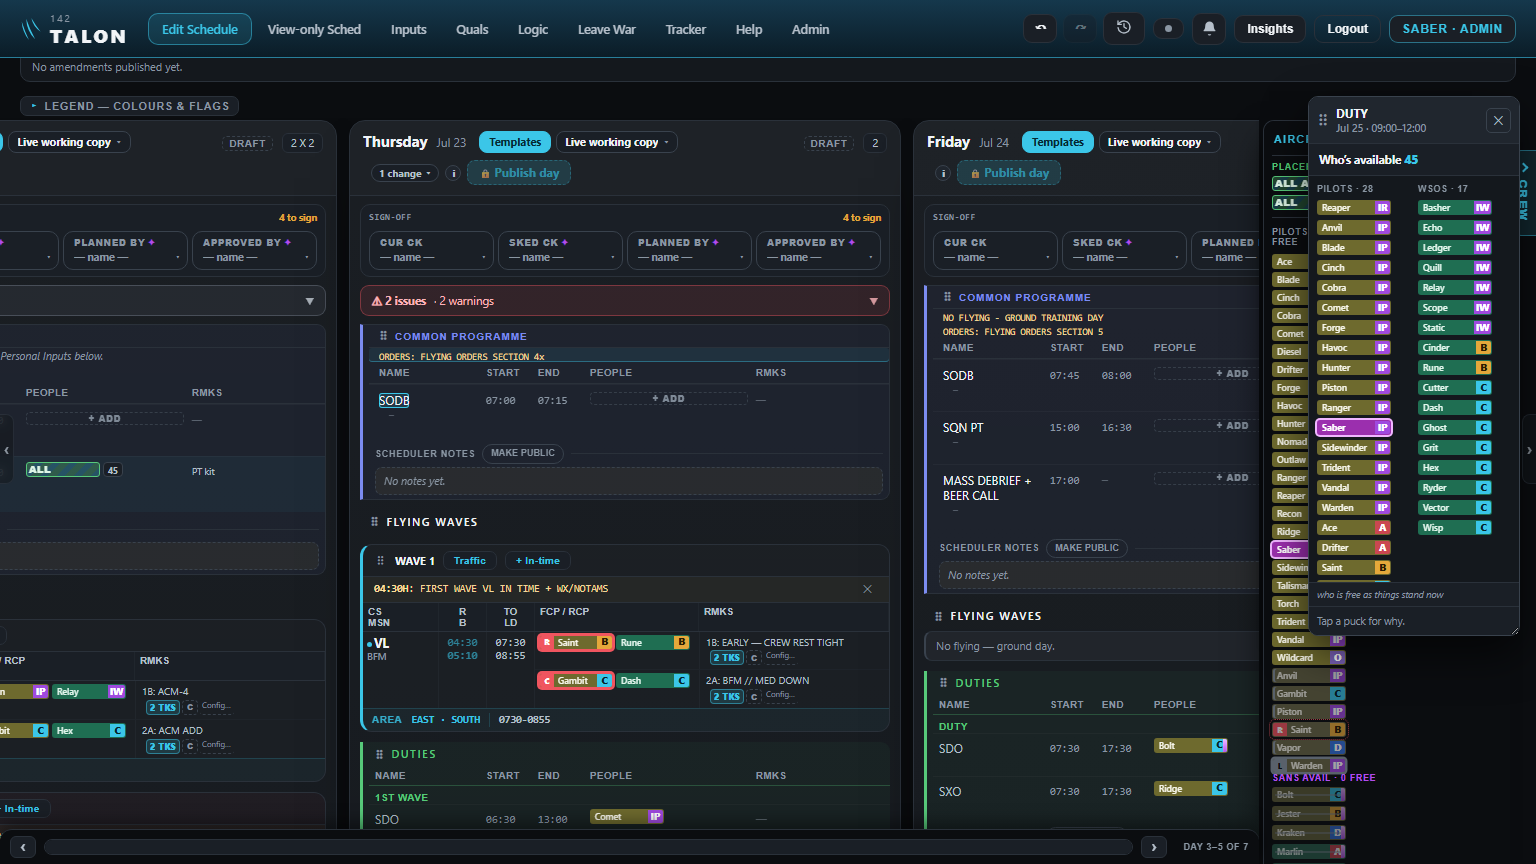 142
TALON
Edit Schedule
View-only Sched
Inputs
Quals
Logic
Leave War
Tracker
Help
Admin
Insights
Logout
SABER · ADMIN
No amendments published yet.
LEGEND — COLOURS & FLAGS
Live working copy
DRAFT
2 X 2
4 to sign
PLANNED BY
— name —
APPROVED BY
— name —
Personal Inputs below.
PEOPLE
RMKS
+ ADD
—
ALL
45
PT kit
/ RCP
RMKS
IP
Relay
IW
1B: ACM-4
2 TKS
C
Config...
C
Hex
C
2A: ACM ADD
2 TKS
C
Config...
In-time
Thursday
Jul 23
Templates
Live working copy
DRAFT
2
1 change
i
Publish day
SIGN-OFF
4 to sign
CUR CK
— name —
SKED CK
— name —
PLANNED BY
— name —
APPROVED BY
— name —
2 issues · 2 warnings
COMMON PROGRAMME
ORDERS: FLYING ORDERS SECTION 4x
NAME
START
END
PEOPLE
RMKS
SODB
07:00
07:15
+ ADD
—
—
SCHEDULER NOTES
MAKE PUBLIC
No notes yet.
FLYING WAVES
WAVE 1
Traffic
+ In-time
04:30H: FIRST WAVE VL IN TIME + WX/NOTAMS
CS
MSN
R
B
TO
LD
FCP / RCP
RMKS
VL
BFM
04:30
05:10
07:30
08:55
R
Saint
B
Rune
B
1B: EARLY — CREW REST TIGHT
2 TKS
C
Config...
C
Gambit
C
Dash
C
2A: BFM // MED DOWN
2 TKS
C
Config...
AREA
EAST · SOUTH
0730-0855
DUTIES
NAME
START
END
PEOPLE
RMKS
1ST WAVE
SDO
06:30
13:00
Comet
IP
—
Friday
Jul 24
Templates
Live working copy
i
Publish day
SIGN-OFF
CUR CK
— name —
SKED CK
— name —
PLANNED
— name —
COMMON PROGRAMME
NO FLYING - GROUND TRAINING DAY
ORDERS: FLYING ORDERS SECTION 5
NAME
START
END
PEOPLE
SODB
07:45
08:00
+ ADD
—
SQN PT
15:00
16:30
+ ADD
—
MASS DEBRIEF +
BEER CALL
17:00
—
+ ADD
—
SCHEDULER NOTES
MAKE PUBLIC
No notes yet.
FLYING WAVES
No flying — ground day.
DUTIES
NAME
START
END
PEOPLE
DUTY
SDO
07:30
17:30
Bolt
C
SXO
07:30
17:30
Ridge
C
AIRC
PLACE
ALL A
ALL
PILOTS
FREE
Ace
Blade
Cinch
Cobra
Comet
Diesel
Drifter
Forge
Havoc
Hunter
Nomad
Outlaw
Ranger
Reaper
Recon
Ridge
Saber
Sidewin
Talisma
Torch
Trident
Vandal
IP
Wildcard
O
Anvil
IP
Gambit
C
Piston
IP
R
Saint
B
Vapor
D
L
Warden
IP
SANS AVAIL · 0 FREE
Bolt
C
Jester
B
Kraken
D
Marlin
A
CREW
DUTY
Jul 25 · 09:00–12:00
Who's available 45
PILOTS · 28
Reaper IR
Anvil IP
Blade IP
Cinch IP
Cobra IP
Comet IP
Forge IP
Havoc IP
Hunter IP
Piston IP
Ranger IP
Saber IP
Sidewinder IP
Trident IP
Vandal IP
Warden IP
Ace A
Drifter A
Saint B
WSOS · 17
Basher IW
Echo IW
Ledger IW
Quill IW
Relay IW
Scope IW
Static IW
Cinder B
Rune B
Cutter C
Dash C
Ghost C
Grit C
Hex C
Ryder C
Vector C
Wisp C
who is free as things stand now
Tap a puck for why.
DAY 3–5 OF 7